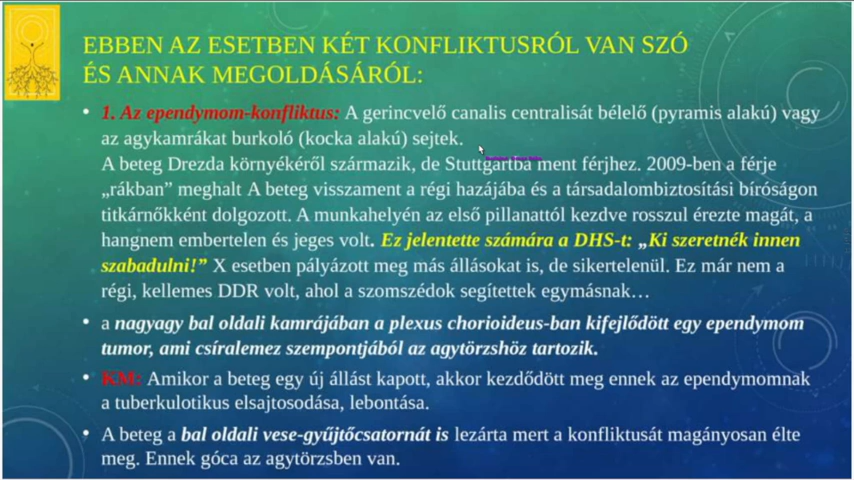 EBBEN AZ ESETBEN KÉT KONFLIKTUSRÓL VAN SZÓ
ÉS ANNAK MEGOLDÁSÁRÓL:
• 1. Az ependymom-konfliktus: A gerincvelő canalis centralisát bélelő (pyramis alakú) vagy
az agykamrákat burkoló (kocka alakú) sejtek.
A beteg Drezda környékéről származik, de Stuttgartba ment férjhez. 2009-ben a férje
„rákban” meghalt A beteg visszament a régi hazájába és a társadalombiztosítási bíróságon
titkárnőkként dolgozott. A munkahelyén az első pillanattól kezdve rosszul érezte magát, a
hangnem embertelen és jeges volt. Ez jelentette számára a DHS-t: „Ki szeretnék innen
szabadulni!” X esetben pályázott meg más állásokat is, de sikertelenül. Ez már nem a
régi, kellemes DDR volt, ahol a szomszédok segítettek egymásnak…
• a nagyagy bal oldali kamrájában a plexus chorioideus-ban kifejlődött egy ependymom
tumor, ami csíralemez szempontjából az agytörzshöz tartozik.
• KM: Amikor a beteg egy új állást kapott, akkor kezdődött meg ennek az ependymomnak
a tuberkulotikus elsajtosodása, lebontása.
• A beteg a bal oldali vese-gyűjtőcsatornát is lezárta mert a konfliktusát magányosan élte
meg. Ennek góca az agytörzsben van.